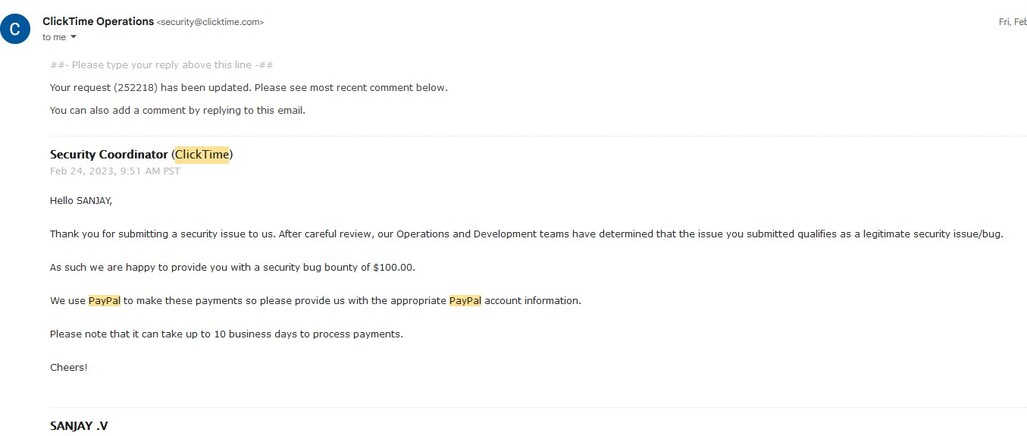 C
ClickTime Operations <security@clicktime.com>
Fri, Feb
to me
##- Please type your reply above this line -##
Your request (252218) has been updated. Please see most recent comment below.
You can also add a comment by replying to this email.
Security Coordinator (ClickTime)
Feb 24, 2023, 9:51 AM PST
Hello SANJAY,
Thank you for submitting a security issue to us. After careful review, our Operations and Development teams have determined that the issue you submitted qualifies as a legitimate security issue/bug.
As such we are happy to provide you with a security bug bounty of $100.00.
We use PayPal to make these payments so please provide us with the appropriate PayPal account information.
Please note that it can take up to 10 business days to process payments.
Cheers!
SANJAY .V